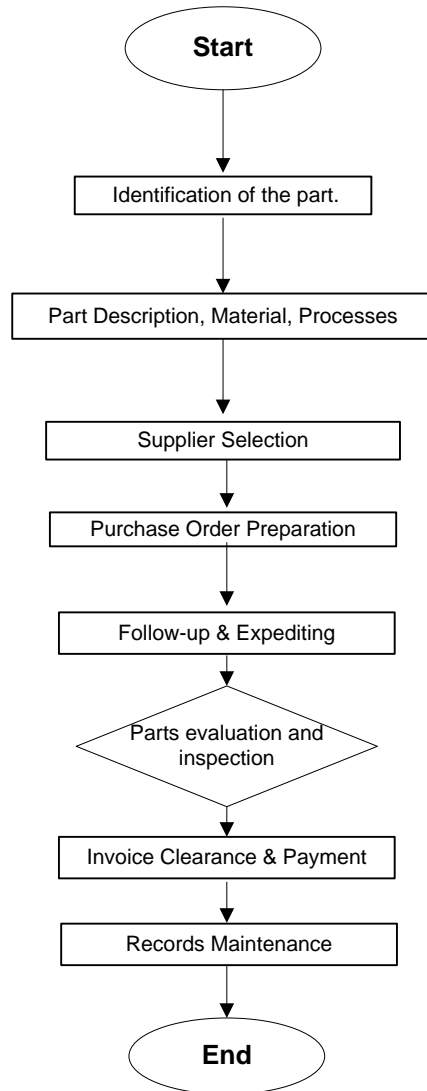 Start
Identification of the part.
Part Description, Material, Processes
Supplier Selection
Purchase Order Preparation
Follow-up & Expediting
Parts evaluation and
inspection
Invoice Clearance & Payment
Records Maintenance
End